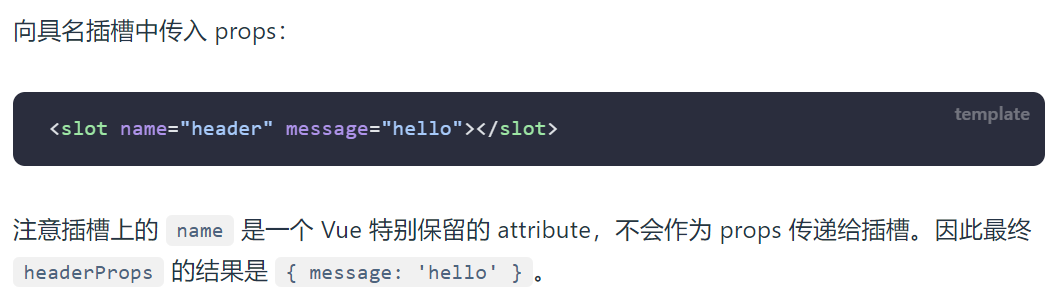 向具名插槽中传入 props：
template
<slot name="header" message="hello"></slot>
注意插槽上的 name 是一个 Vue 特别保留的 attribute，不会作为 props 传递给插槽。因此最终
headerProps 的结果是 { message: 'hello' }。